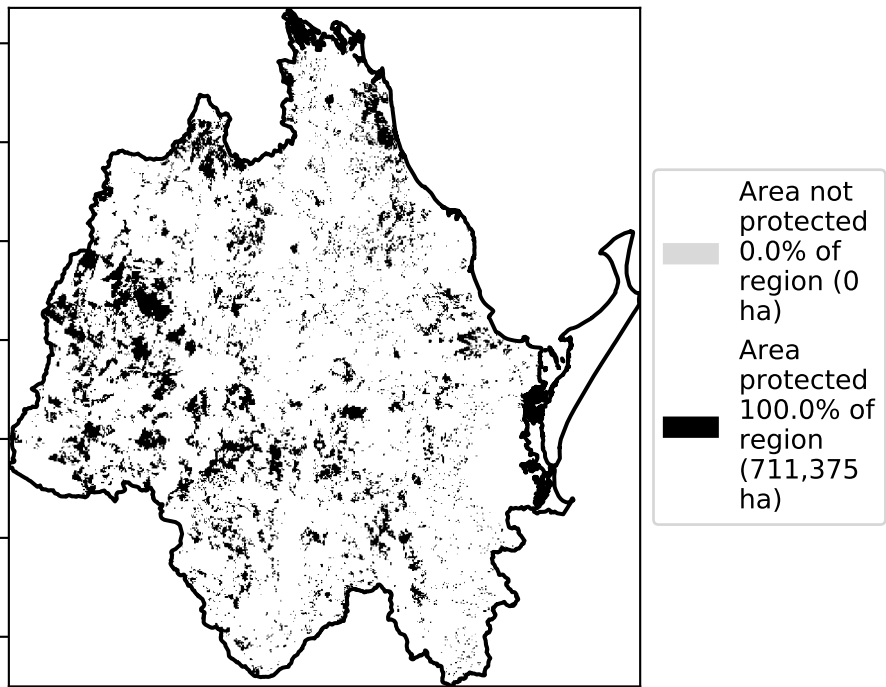 Area not
protected
0.0% of
region (0
ha)
Area
protected
100.0% of
region
(711,375
ha)